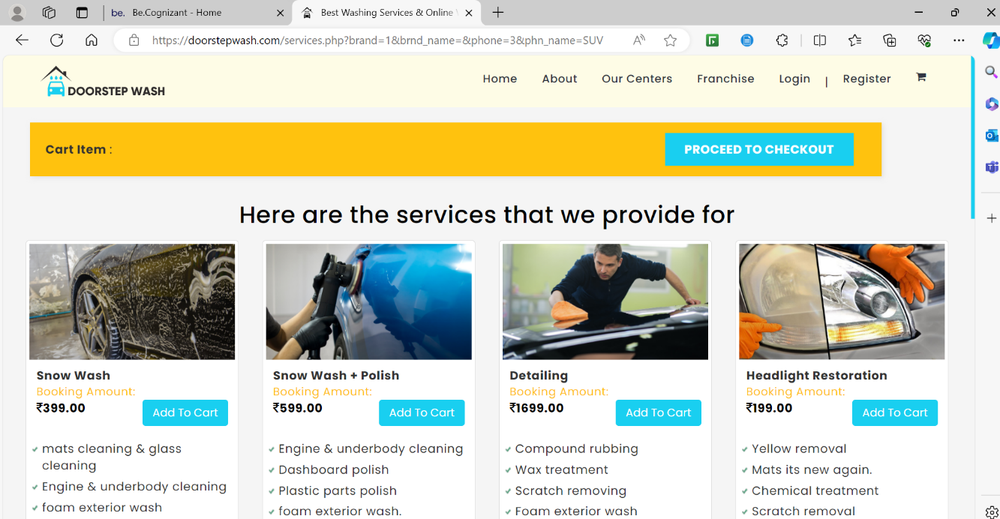 be. Be.Cognizant - Home
Best Washing Services & Online
https://doorstepwash.com/services.php?brand=1&brnd_name=&phone=3&phn_name=SUV
DOORSTEP WASH
Home About Our Centers Franchise Login | Register
Cart Item :
PROCEED TO CHECKOUT
Here are the services that we provide for
Snow Wash
Booking Amount:
₹399.00
Add To Cart
mats cleaning & glass
cleaning
Engine & underbody cleaning
foam exterior wash
Snow Wash + Polish
Booking Amount:
₹599.00
Add To Cart
Engine & underbody cleaning
Dashboard polish
Plastic parts polish
foam exterior wash.
Detailing
Booking Amount:
₹1699.00
Add To Cart
Compound rubbing
Wax treatment
Scratch removing
Foam exterior wash
Headlight Restoration
Booking Amount:
₹199.00
Add To Cart
Yellow removal
Mats its new again.
Chemical treatment
Scratch removal